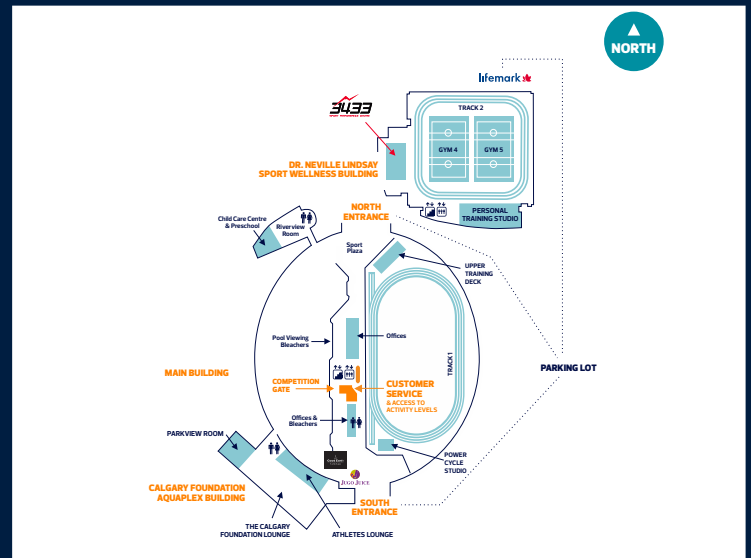 NORTH
lifemark
3433
TRACK 2
GYM 4
GYM 5
DR. NEVILLE LINDSAY
SPORT WELLNESS BUILDING
PERSONAL
TRAINING STUDIO
NORTH
ENTRANCE
Child Care Centre
& Preschool
Riverview
Room
Sport
Plaza
UPPER
TRAINING
DECK
Pool Viewing
Bleachers
Offices
TRACK 1
PARKING LOT
MAIN BUILDING
COMPETITION
GATE
CUSTOMER
SERVICE
& ACCESS TO
ACTIVITY LEVELS
Offices &
Bleachers
PARKVIEW ROOM
POWER
CYCLE
STUDIO
JUGO JUICE
CALGARY FOUNDATION
AQUAPLEX BUILDING
SOUTH
ENTRANCE
THE CALGARY
FOUNDATION LOUNGE
ATHLETES LOUNGE